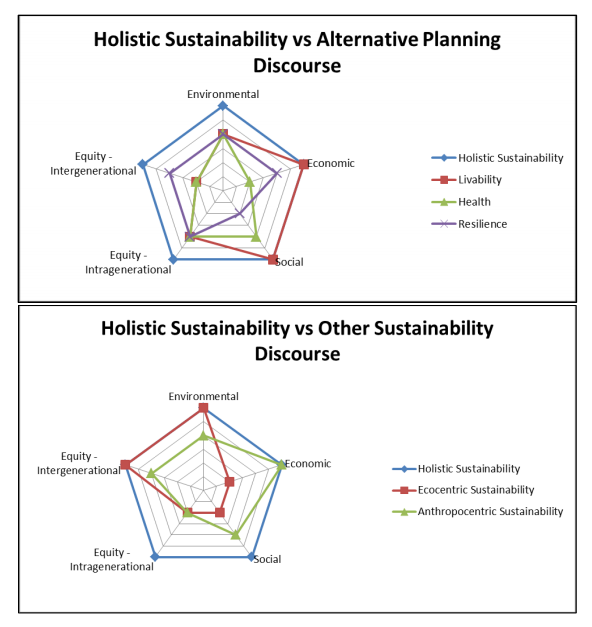 Holistic Sustainability vs Alternative Planning
Discourse
Environmental
Economic
Social
Equity -
Intragenerational
Equity -
Intergenerational
Holistic Sustainability
Livability
Health
Resilience
Holistic Sustainability vs Other Sustainability
Discourse
Environmental
Economic
Social
Equity -
Intragenerational
Equity -
Intergenerational
Holistic Sustainability
Ecocentric Sustainability
Anthropocentric Sustainability